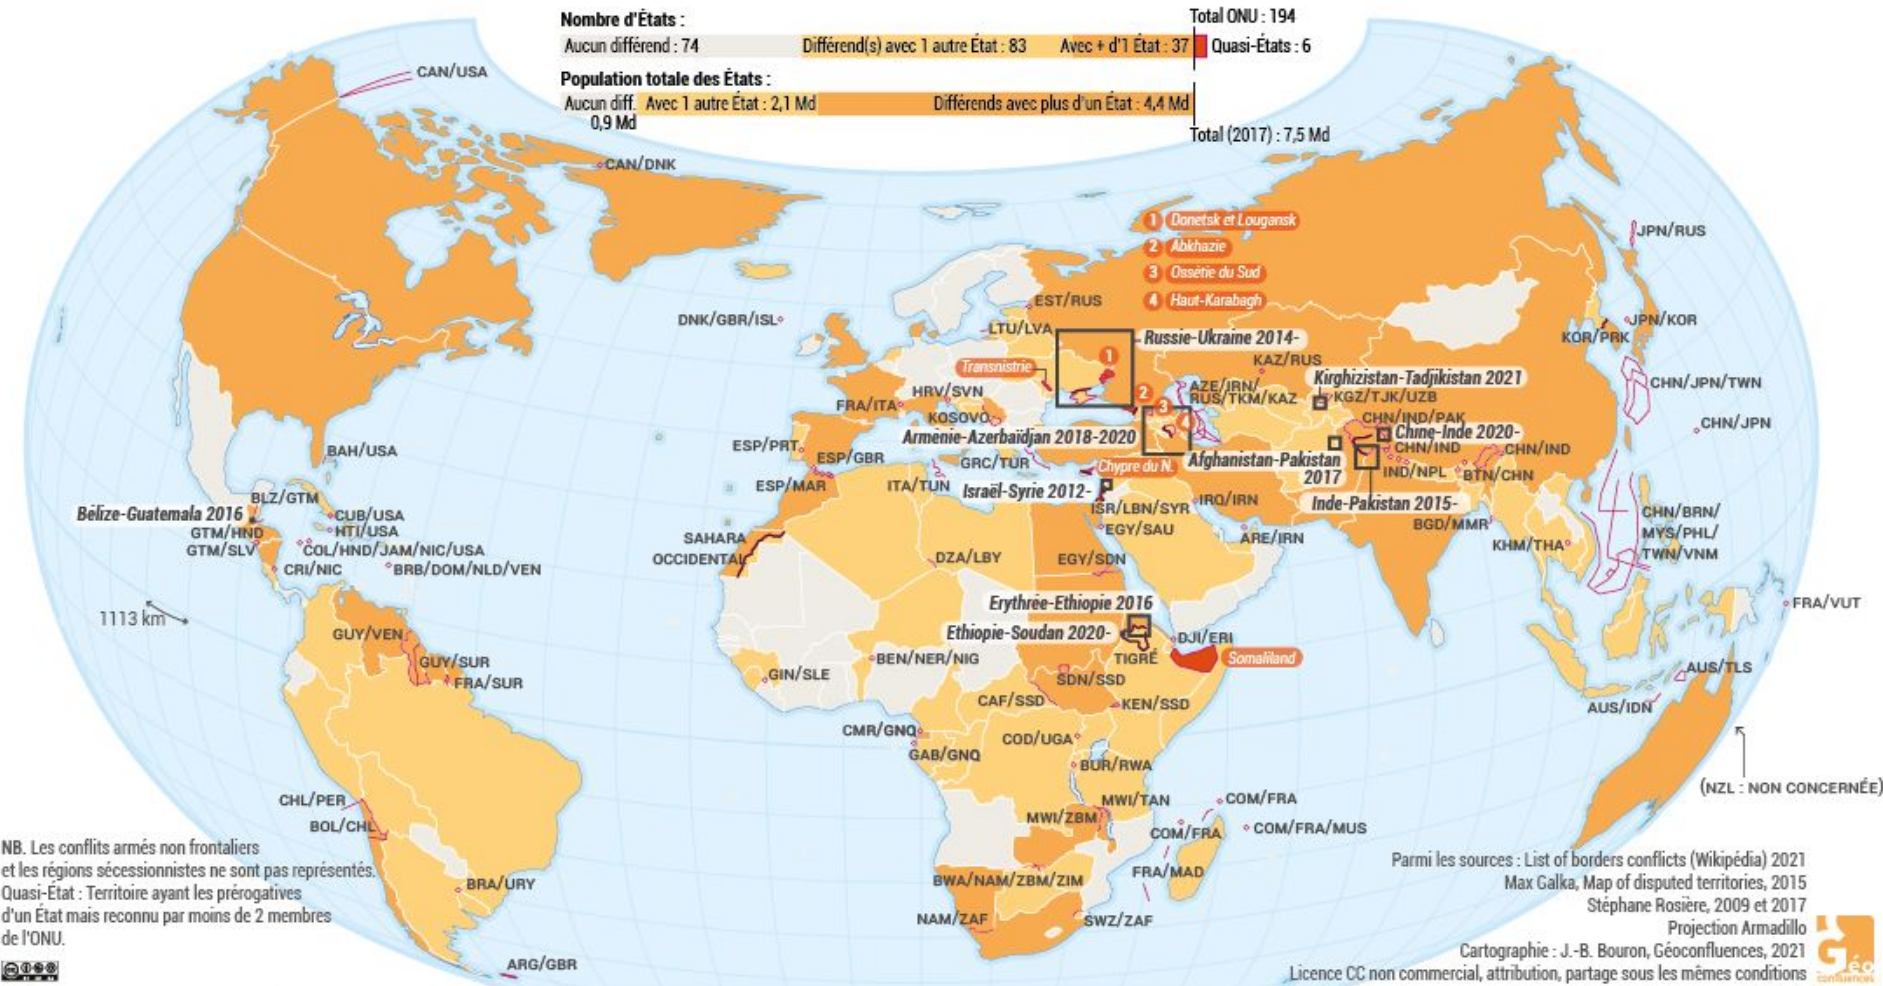 Nombre d'États :
Total ONU : 194
Aucun différend : 74
Différend(s) avec 1 autre État : 83
Avec + d'1 État : 37
Quasi-États : 6
Population totale des États :
Aucun diff.
0,9 Md
Avec 1 autre État : 2,1 Md
Différends avec plus d'un État : 4,4 Md
Total (2017) : 7,5 Md
CAN/USA
CAN/DNK
1 Donetsk et Lougansk
2 Abkhazie
3 Ossétie du Sud
4 Haut-Karabagh
JPN/RUS
EST/RUS
DNK/GBR/ISL
LTU/LVA
Russie-Ukraine 2014-
JPN/KOR
KOR/PRK
1
KAZ/RUS
Transnistrie
Kirghizistan-Tadjikistan 2021
CHN/JPN/TWN
AZE/IRN/
RUS/TKM/KAZ
HRV/SVN
2
KGZ/TJK/UZB
FRA/ITA
3
KOSOVO
CHN/IND/PAK
4
CHN/JPN
Arménie-Azerbaïdjan 2018-2020
Chine-Inde 2020-
ESP/PRT
CHN/IND
CHN/IND
BAH/USA
ESP/GBR
GRC/TUR
Chypre du N.
Afghanistan-Pakistan
2017
IND/NPL
BTN/CHN
ESP/MAR
ITA/TUN
Israël-Syrie 2012-
BLZ/GTM
IRQ/IRN
Inde-Pakistan 2015-
Bélize-Guatemala 2016
CUB/USA
ISR/LBN/SYR
CHN/BRN/
MYS/PHL/
TWN/VNM
GTM/HND
HTI/USA
EGY/SAU
BGD/MMR
SAHARA
OCCIDENTAL
ARE/IRN
KHM/THA
GTM/SLV
COL/HND/JAM/NIC/USA
DZA/LBY
EGY/SDN
CRI/NIC
BRB/DOM/NLD/VEN
Erythrée-Ethiopie 2016
FRA/VUT
1113 km
GUY/VEN
Ethiopie-Soudan 2020-
DJI/ERI
GUY/SUR
BEN/NER/NIG
TIGRÉ
Somaliland
FRA/SUR
GIN/SLE
SDN/SSD
AUS/TLS
CAF/SSD
KEN/SSD
AUS/IDN
CMR/GNQ
COD/UGA
GAB/GNQ
BUR/RWA
(NZL : NON CONCERNÉE)
CHL/PER
MWI/TAN
COM/FRA
BOL/CHL
MWI/ZBM
COM/FRA
COM/FRA/MUS
BRA/URY
BWA/NAM/ZBM/ZIM
FRA/MAD
NAM/ZAF
SWZ/ZAF
ARG/GBR
NB. Les conflits armés non frontaliers
et les régions sécessionnistes ne sont pas représentés.
Quasi-État : Territoire ayant les prérogatives
d'un État mais reconnu par moins de 2 membres
de l'ONU.
Parmi les sources : List of borders conflicts (Wikipédia) 2021
Max Galka, Map of disputed territories, 2015
Stéphane Rosière, 2009 et 2017
Projection Armadillo
Cartographie : J.-B. Bouron, Géoconfluences, 2021
Licence CC non commercial, attribution, partage sous les mêmes conditions
Géo
confluences